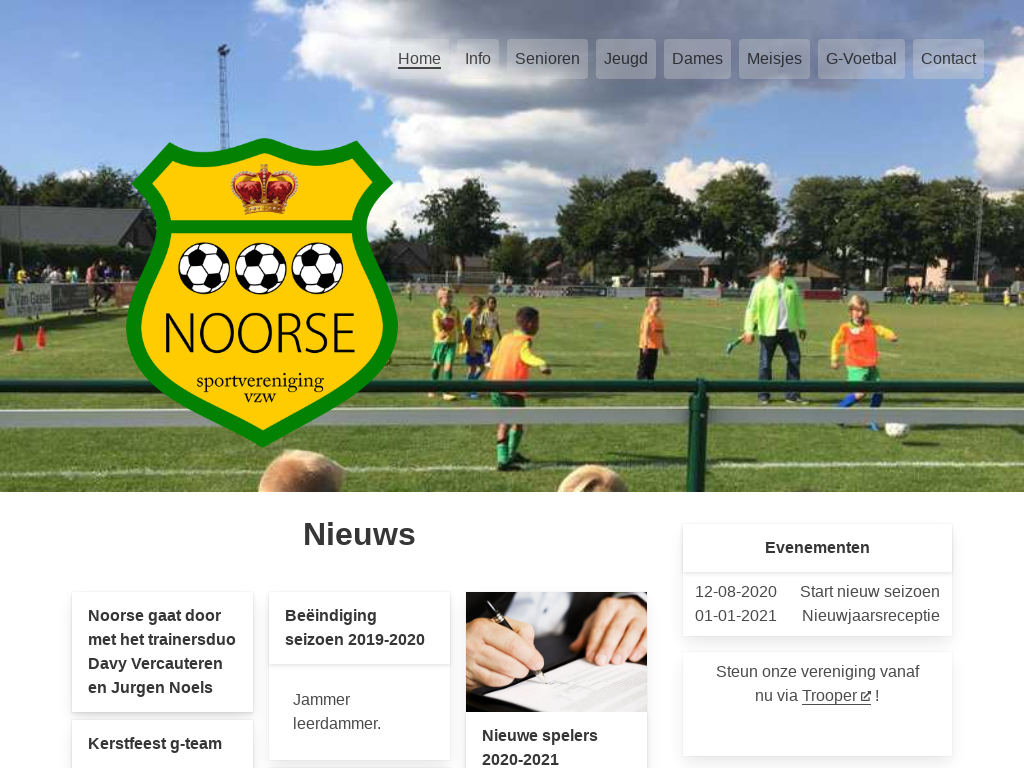 Home Info Senioren Jeugd Dames Meisjes G-Voetbal Contact
NOORSE
sportvereniging
vzw
Van Gastel
Nieuws
Noorse gaat door
met het trainersduo
Davy Vercauteren
en Jurgen Noels
Kerstfeest g-team
Beëindiging
seizoen 2019-2020
Jammer
leerdammer.
Nieuwe spelers
2020-2021
Evenementen
12-08-2020 Start nieuw seizoen
01-01-2021 Nieuwjaarsreceptie
Steun onze vereniging vanaf
nu via Trooper !